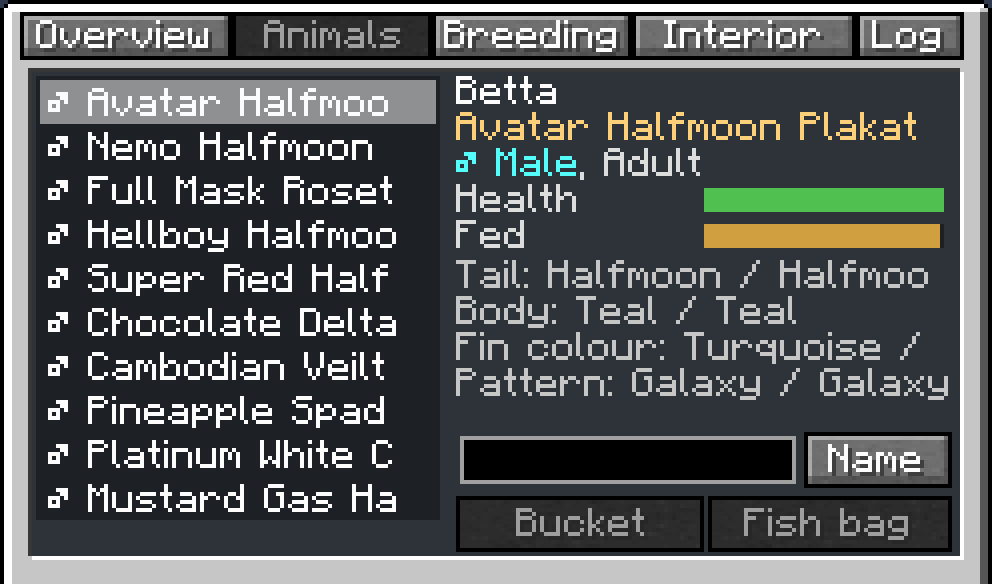 Overview Animals Breeding Interior Log
♂ Avatar Halfmoo
♂ Nemo Halfmoon
♂ Full Mask Roset
♂ Hellboy Halfmoo
♂ Super Red Half
♂ Chocolate Delta
♂ Cambodian Veilt
♂ Pineapple Spad
♂ Platinum White C
♂ Mustard Gas Ha
Betta
Avatar Halfmoon Plakat
♂ Male, Adult
Health
Fed
Tail: Halfmoon / Halfmoo
Body: Teal / Teal
Fin colour: Turquoise /
Pattern: Galaxy / Galaxy
Name
Bucket Fish bag